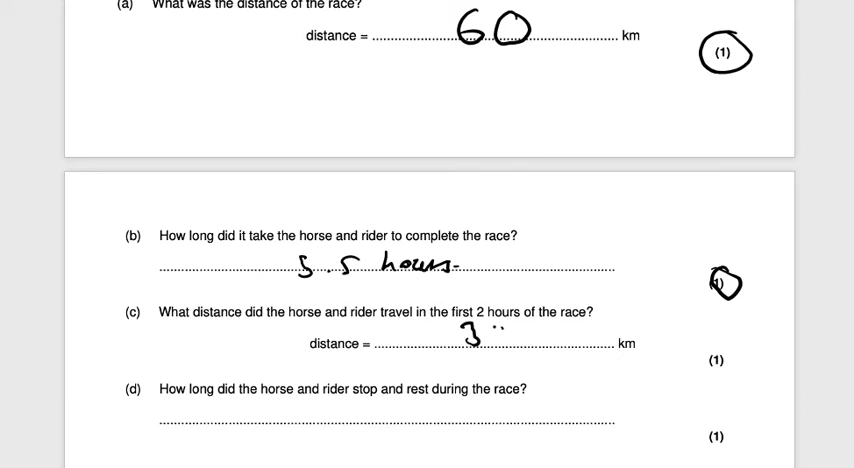 (a) What was the distance of the race?
distance = 60 km
(1)
(b) How long did it take the horse and rider to complete the race?
5.5 hours.
(1)
(c) What distance did the horse and rider travel in the first 2 hours of the race?
distance = 3 km
(1)
(d) How long did the horse and rider stop and rest during the race?
(1)